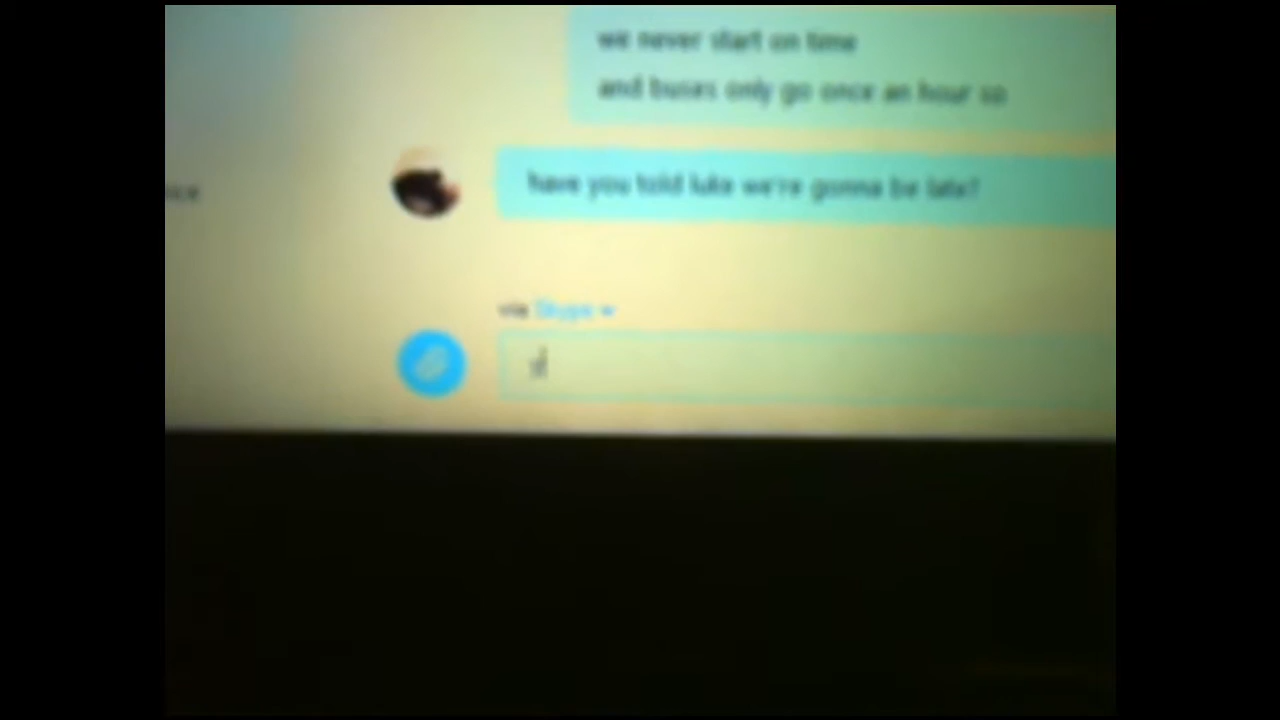 we never start on time
and buses only go once an hour so
have you told luke we're gonna be late?
via Skype